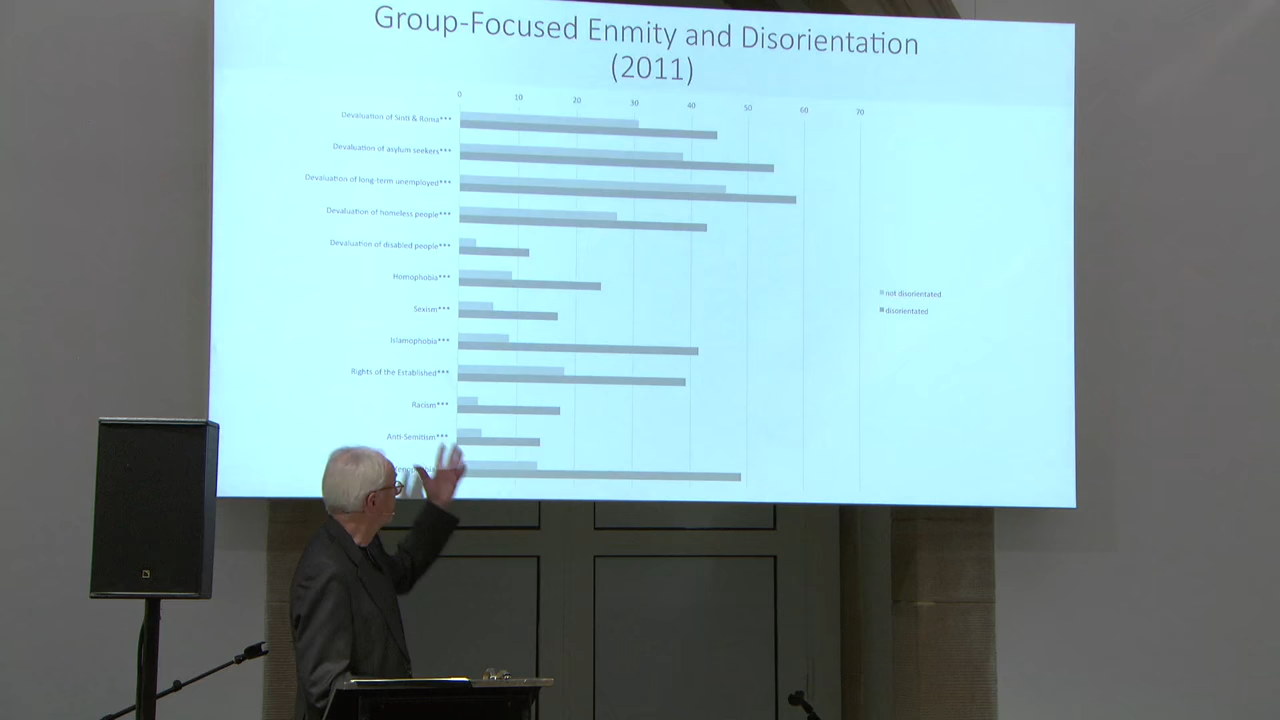 Group-Focused Enmity and Disorientation
(2011)
0 10 20 30 40 50 60 70
Devaluation of Sinti & Roma***
Devaluation of asylum seekers***
Devaluation of long-term unemployed***
Devaluation of homeless people***
Devaluation of disabled people***
Homophobia***
not disorientated
Sexism***
disorientated
Islamophobia***
Rights of the Established***
Racism***
Anti-Semitism***